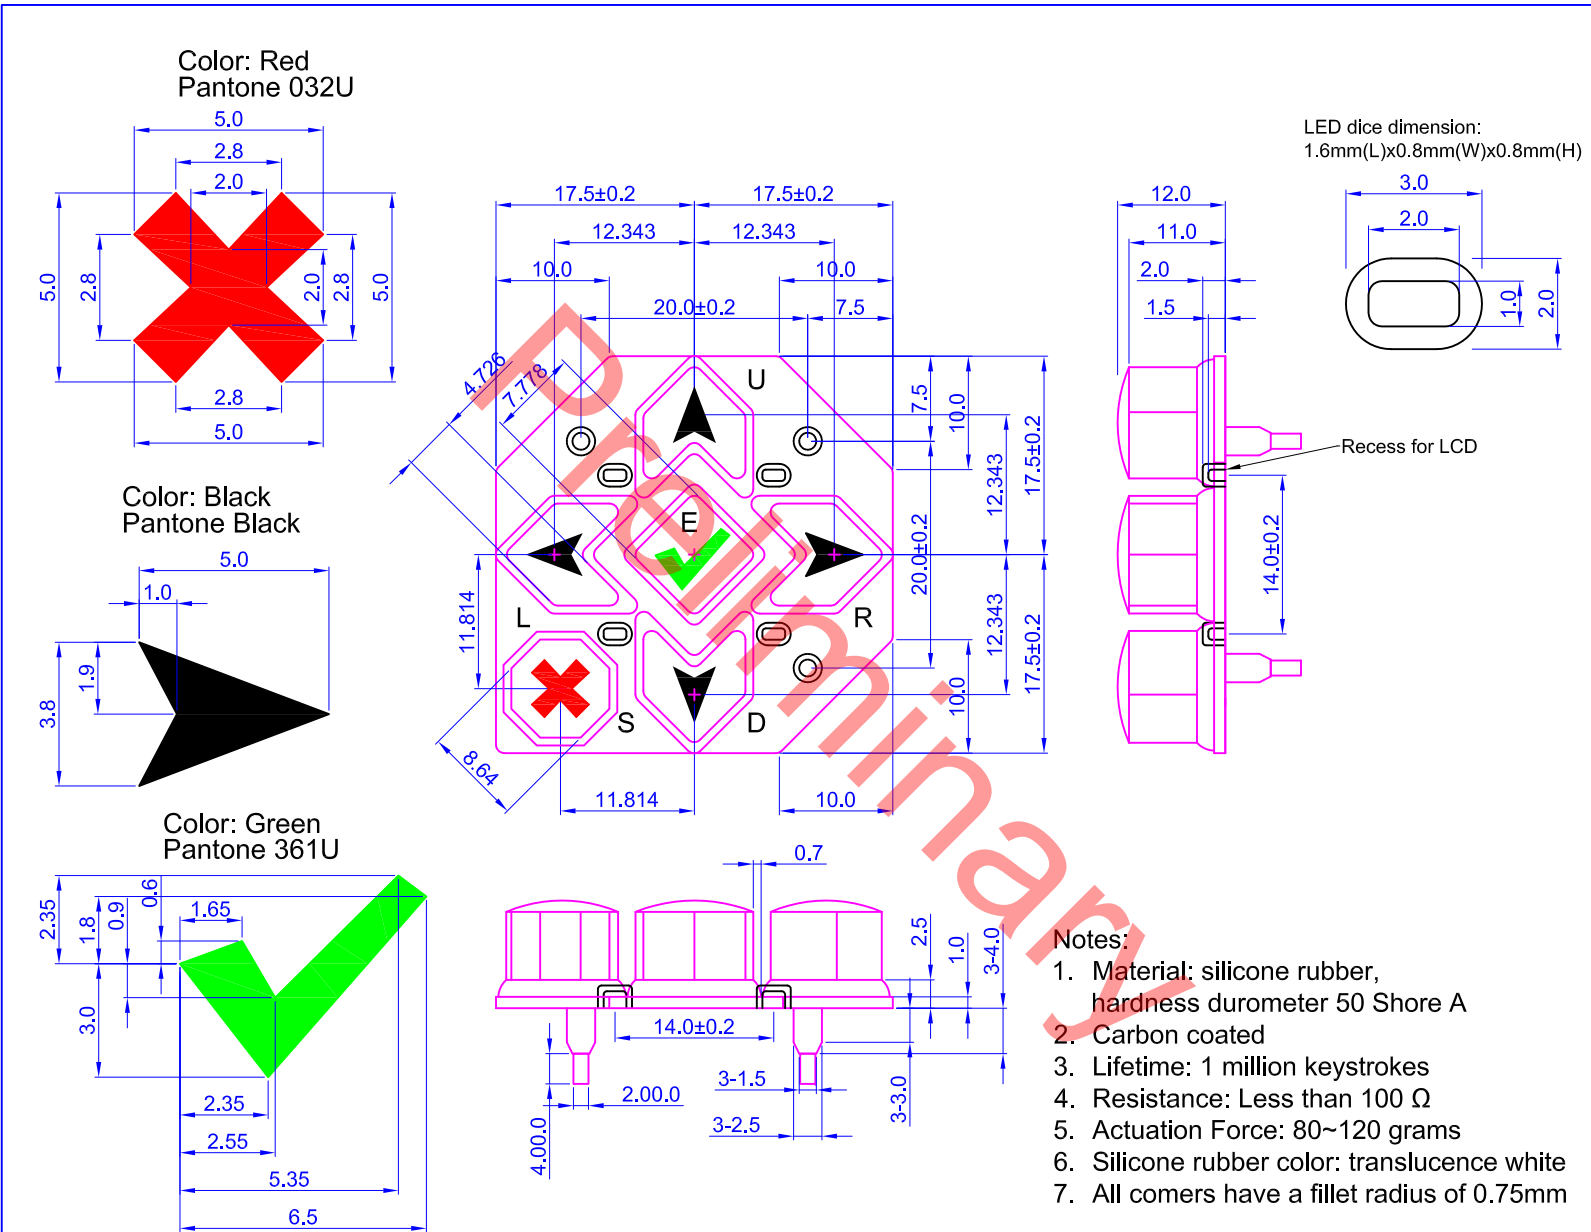 Color: Red
Pantone 032U
5.0
2.8
2.0
5.0
2.8
2.0
2.8
5.0
2.8
5.0
Color: Black
Pantone Black
5.0
1.0
1.9
3.8
Color: Green
Pantone 361U
2.35
1.8
0.9
0.6
1.65
3.0
2.35
2.55
5.35
6.5
17.5±0.2
17.5±0.2
12.343
12.343
10.0
10.0
20.0±0.2
7.5
4.726
7.778
U
E
L
R
S
D
7.5
10.0
12.343
17.5±0.2
20.0±0.2
12.343
17.5±0.2
10.0
11.814
8.64
11.814
10.0
Preliminary
12.0
11.0
2.0
1.5
Recess for LCD
14.0±0.2
LED dice dimension:
1.6mm(L)x0.8mm(W)x0.8mm(H)
3.0
2.0
1.0
2.0
0.7
2.5
1.0
3-4.0
14.0±0.2
3-1.5
2.00.0
3-2.5
4.00.0
3-3.0
Notes:
1. Material: silicone rubber,
hardness durometer 50 Shore A
2. Carbon coated
3. Lifetime: 1 million keystrokes
4. Resistance: Less than 100 Ω
5. Actuation Force: 80~120 grams
6. Silicone rubber color: translucence white
7. All corners have a fillet radius of 0.75mm